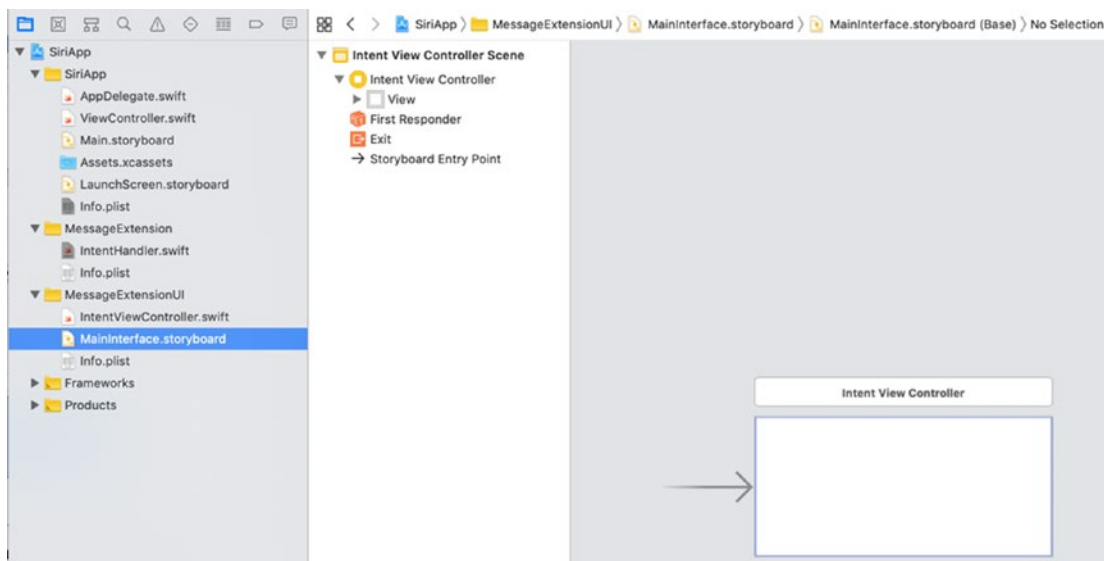 SiriApp 〉 MessageExtensionUI 〉 MainInterface.storyboard 〉 MainInterface.storyboard (Base) 〉 No Selection
SiriApp
SiriApp
AppDelegate.swift
ViewController.swift
Main.storyboard
Assets.xcassets
LaunchScreen.storyboard
Info.plist
MessageExtension
IntentHandler.swift
Info.plist
MessageExtensionUI
IntentViewController.swift
MainInterface.storyboard
Info.plist
Frameworks
Products
Intent View Controller Scene
Intent View Controller
View
First Responder
Exit
Storyboard Entry Point
Intent View Controller